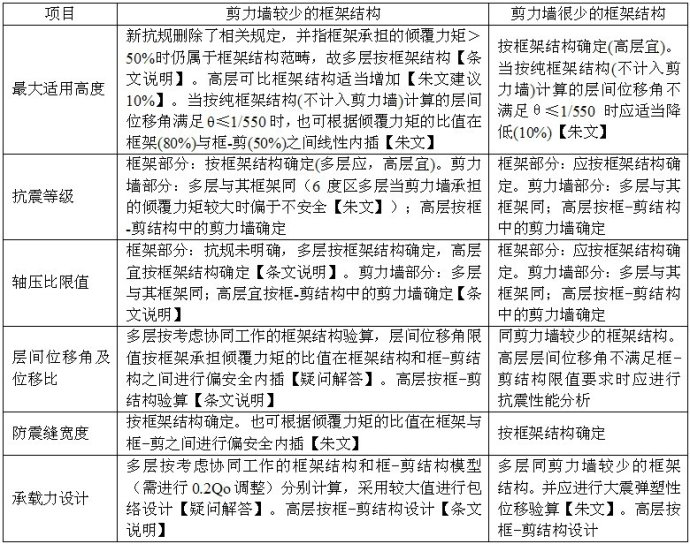 项目
剪力墙较少的框架结构
剪力墙很少的框架结构
最大适用高度
新抗规删除了相关规定，并指框架承担的倾覆力矩＞
50%时仍属于框架结构范畴，故多层按框架结构【条
文说明】。高层可比框架结构适当增加【朱文建议
10%】。当按纯框架结构(不计入剪力墙)计算的层间
位移角满足θ≤1/550时，也可根据倾覆力矩的比值在
框架(80%)与框-剪(50%)之间线性内插【朱文】
按框架结构确定(高层宜)。
当按纯框架结构(不计入剪
力墙)计算的层间位移角不
满足θ≤1/550 时应适当降
低(10%)【朱文】
抗震等级
框架部分：按框架结构确定(多层应，高层宜)。剪力
墙部分：多层与其框架同（6 度区多层当剪力墙承担
的倾覆力矩较大时偏于不安全【朱文】）；高层按框
-剪结构中的剪力墙确定
框架部分：应按框架结构确
定。剪力墙部分：多层与其
框架同；高层按框-剪结构
中的剪力墙确定
轴压比限值
框架部分：抗规未明确，多层按框架结构确定，高层
宜按框架结构确定【条文说明】。剪力墙部分：多层
与其框架同；高层宜按框-剪结构中的剪力墙确定【条
文说明】
框架部分：应按框架结构确
定。剪力墙部分：多层与其
框架同；高层按框-剪结构
中的剪力墙确定
层间位移角及
位移比
多层按考虑协同工作的框架结构验算，层间位移角限
值按框架承担倾覆力矩的比值在框架结构和框-剪结
构之间进行偏安全内插【疑问解答】。高层按框-剪
结构验算【条文说明】
同剪力墙较少的框架结构。
高层层间位移角不满足框-
剪结构限值要求时应进行
抗震性能分析
防震缝宽度
按框架结构确定。也可根据倾覆力矩的比值在框架与
框-剪之间进行偏安全内插【朱文】
按框架结构确定
承载力设计
多层按考虑协同工作的框架结构和框-剪结构模型
（需进行 0.2Qo 调整）分别计算，采用较大值进行包
络设计【疑问解答】。高层按框-剪结构设计【条文
说明】
多层同剪力墙较少的框架
结构。并应进行大震弹塑性
位移验算【朱文】。高层按
框-剪结构设计